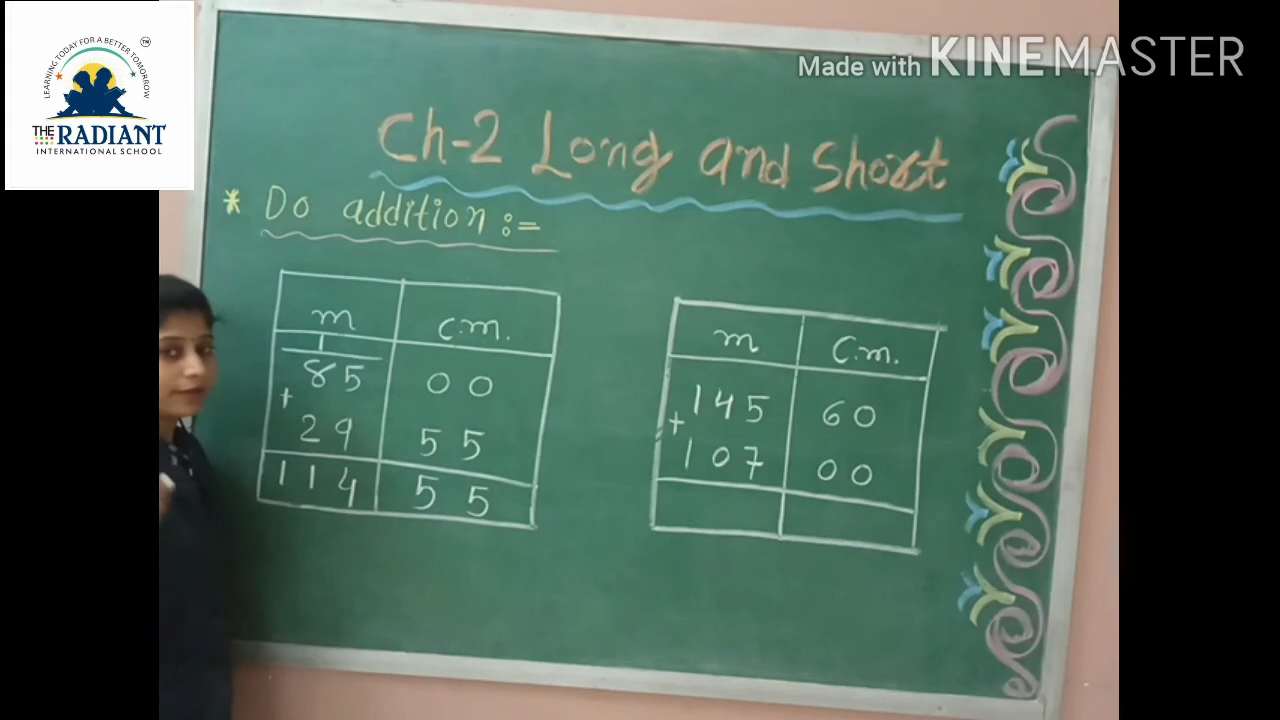 LEARNING TODAY FOR A BETTER TOMORROW
TM
THE RADIANT
INTERNATIONAL SCHOOL
Made with KINEMASTER
Ch-2 Long and Short
* Do addition :-
m c.m.
1
85 00
+
29 55
114 55
m C.m.
145 60
+
107 00